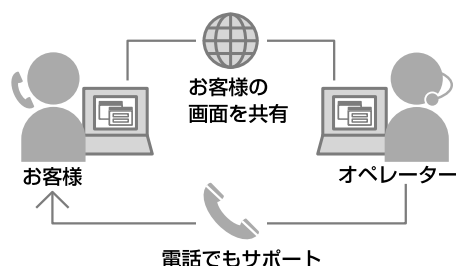 お客様の
画面を共有
お客様
オペレーター
電話でもサポート